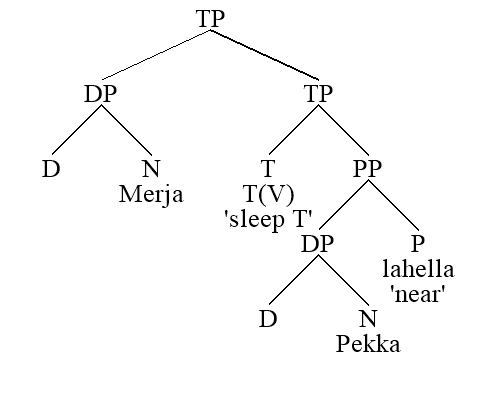 TP
DP TP
D N T PP
Merja T(V)
'sleep T'
DP P
lahella
'near'
D N
Pekka